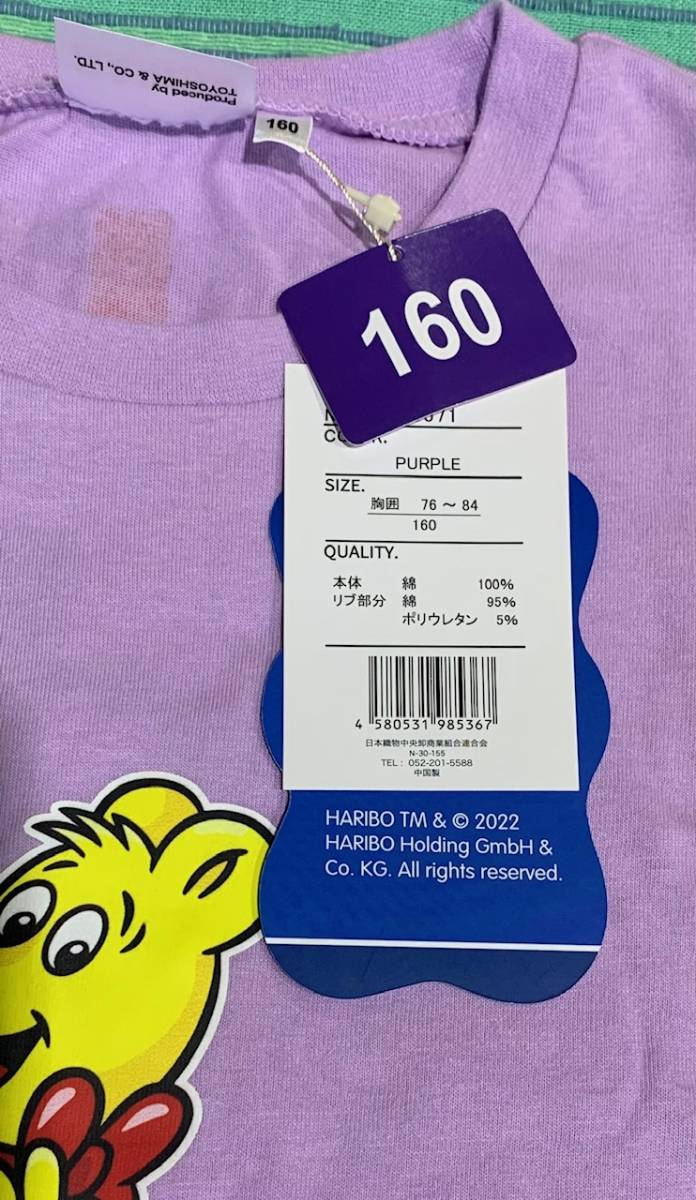 Produced by
TOYOSHIMA & CO., LTD.
160
160
PURPLE
SIZE.
胸囲 76 ～ 84
160
QUALITY.
本体 綿 100%
リブ部分 綿 95%
ポリウレタン 5%
4 580531 985367
日本織物中央卸商業組合連合会
N-30-155
TEL : 052-201-5588
中国製
HARIBO TM & © 2022
HARIBO Holding GmbH &
Co. KG. All rights reserved.